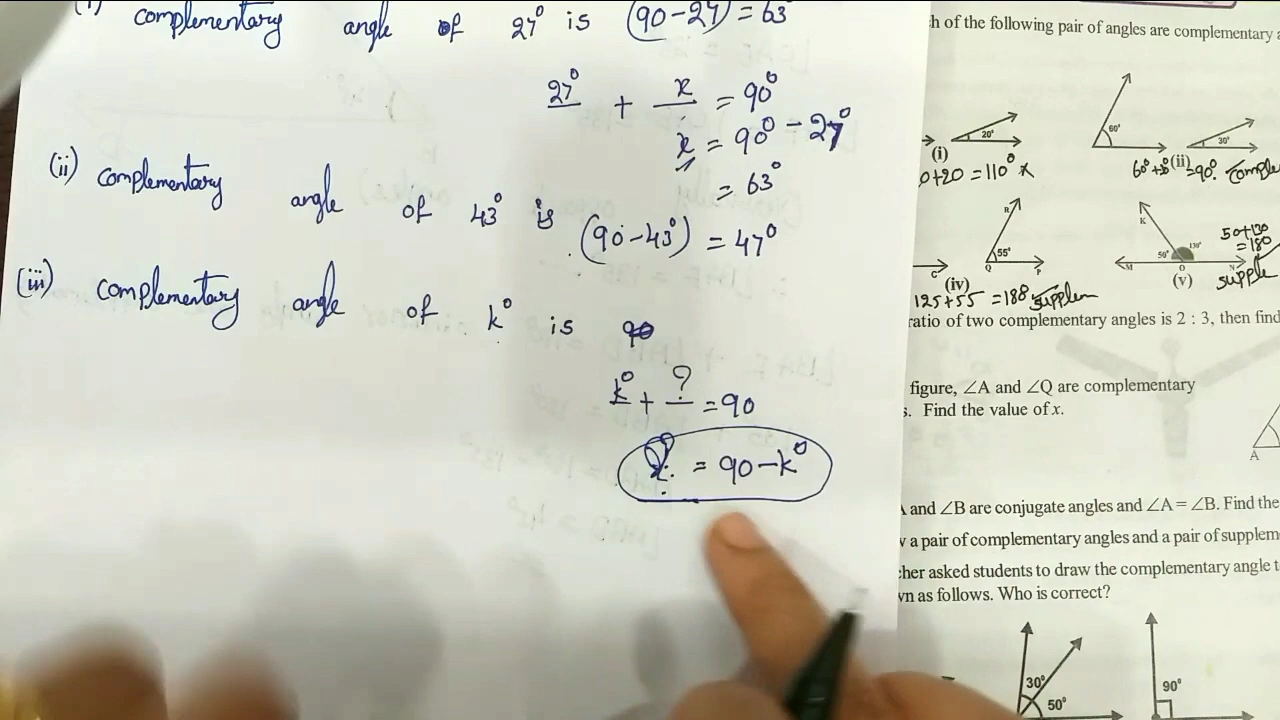 (i) complementary angle of 27° is (90-27) = 63°
27° + x = 90°
x = 90° - 27°
= 63°
(ii) complementary angle of 43° is (90-43°) = 47°
(iii) complementary angle of k° is 90
k° + ? = 90
? = 90-k°
h of the following pair of angles are complementary
20°
60°
30°
(i)
(ii)
0+20 = 110° x
60°+30° = 90°. Comple
R
55°
Q
P
C
K
50°
130°
M
O
N
50+130
= 180
supple
(iv)
(v)
125+55 = 188 Supplem
ratio of two complementary angles is 2 : 3, then find
figure, ∠A and ∠Q are complementary
s. Find the value of x.
A
and ∠B are conjugate angles and ∠A = ∠B. Find the
a pair of complementary angles and a pair of supplem
cher asked students to draw the complementary angle t
vn as follows. Who is correct?
30°
50°
90°